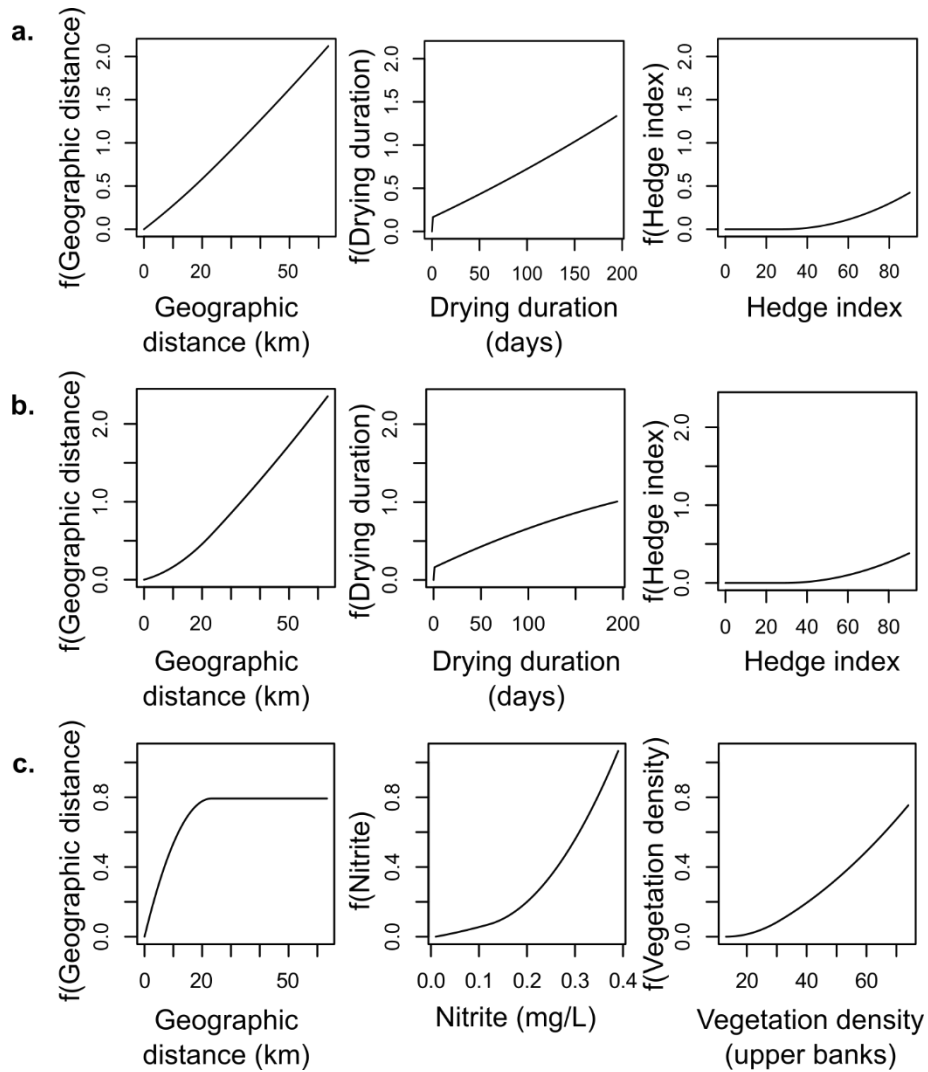 a.
f(Geographic distance)
0.0
0.5
1.0
1.5
2.0
0
20
50
Geographic
distance (km)
f(Drying duration)
0.0
0.5
1.0
1.5
2.0
0
50
100
150
200
Drying duration
(days)
f(Hedge index)
0.0
0.5
1.0
1.5
2.0
0
20
40
60
80
Hedge index
b.
f(Geographic distance)
0.0
1.0
2.0
0
20
50
Geographic
distance (km)
f(Drying duration)
0.0
1.0
2.0
0
50
100
150
200
Drying duration
(days)
f(Hedge index)
0.0
1.0
2.0
0
20
40
60
80
Hedge index
c.
f(Geographic distance)
0.0
0.4
0.8
0
20
50
Geographic
distance (km)
f(Nitrite)
0.0
0.4
0.8
0.0
0.1
0.2
0.3
0.4
Nitrite (mg/L)
f(Vegetation density)
0.0
0.4
0.8
20
40
60
Vegetation density
(upper banks)